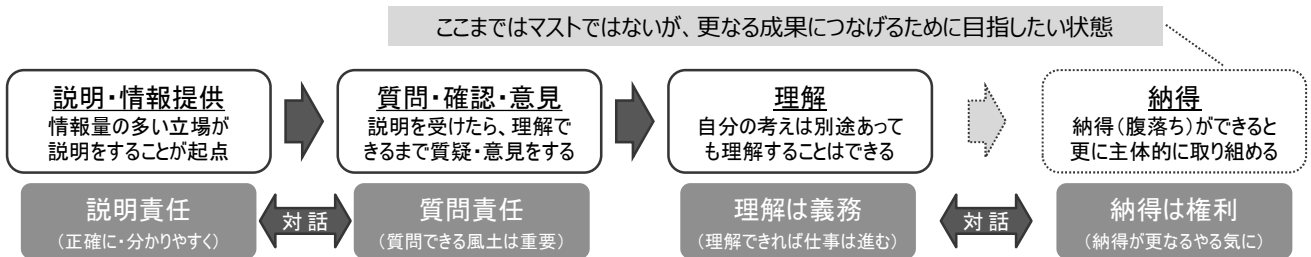 ここまではマストではないが、更なる成果につなげるために目指したい状態
説明・情報提供
情報量の多い立場が
説明をすることが起点
質問・確認・意見
説明を受けたら、理解で
きるまで質疑・意見をする
理解
自分の考えは別途あって
も理解することはできる
納得
納得（腹落ち）ができると
更に主体的に取り組める
説明責任
（正確に・分かりやすく）
対話
質問責任
（質問できる風土は重要）
理解は義務
（理解できれば仕事は進む）
対話
納得は権利
（納得が更なるやる気に）